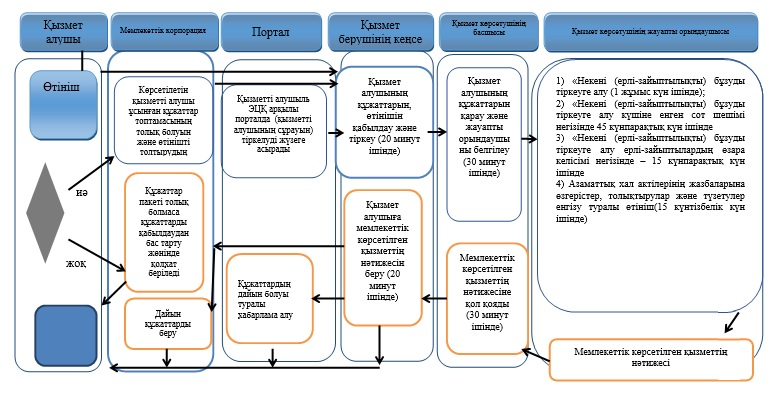 Қызмет
алушы
Мемлекеттік корпорация
Портал
Қызмет
берушінің кеңсе
Қызмет көрсетушінің
басшысы
Қызмет көрсетушінің жауапты орындаушысы
Өтініш
иә
жоқ
Көрсетілетін
қызметті алушы
ұсынған құжаттар
топтамасының
толық болуын
және өтінішті
толтырудың
Құжаттар
пакеті толық
болмаса
құжаттарды
қабылдаудан
бас тарту
жөнінде
қолхат
беріледі
Дайын
құжаттарды
беру
Қызметті алушыль
ЭЦҚ арқылы
порталда (қызметті
алушының сұрауын)
тіркелуді жүзеге
асырады
Құжаттардың
дайын болуы
туралы
хабарлама алу
Қызмет
алушының
құжаттарын,
өтінішін
қабылдау және
тіркеу (20 минут
ішінде)
Қызмет
алушыға
мемлекеттік
көрсетілген
қызметтің
нәтижесін
беру (20
минут
ішінде)
Қызмет
алушының
құжаттарын
қарау және
жауапты
орындаушы
ны белгілеу
(30 минут
ішінде)
Мемлекеттік
көрсетілген
қызметтің
нәтижесіне
қол қояды
(30 минут
ішінде)
1) «Некені (ерлі-зайыптылықты) бұзуды
тіркеуге алу (1 жұмыс күн ішінде);
2) «Некені (ерлі-зайыптылықты) бұзуды
тіркеуге алу күшіне енген сот шешімі
негізінде 45 күнпарақтық күн ішінде
3) «Некені (ерлі-зайыптылықты) бұзуды
тіркеуге алу ерлі-зайыптылардың өзара
келісімі негізінде – 15 күнпарақтық күн
ішінде
4) Азаматтық хал актілерінің жазбаларына
өзгерістер, толықтырулар және түзетулер
енгізу туралы өтініш(15 күнтізбелік күн
ішінде)
Мемлекеттік көрсетілген қызметтің
нәтижесі